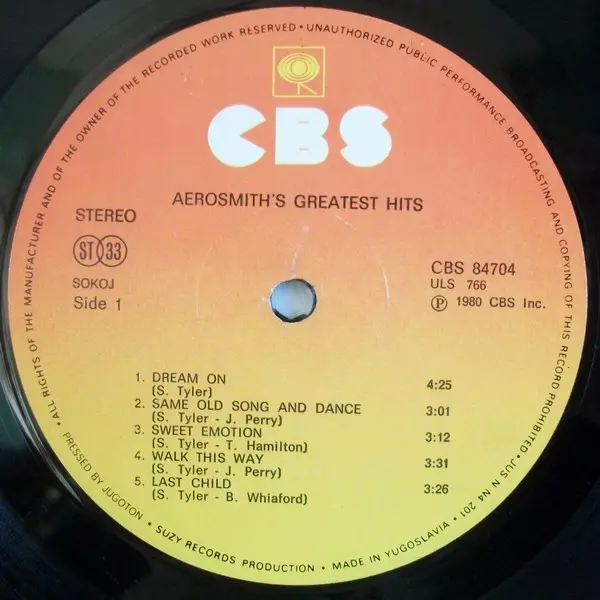 • ALL RIGHTS OF THE MANUFACTURER AND OF THE OWNER OF THE RECORDED WORK RESERVED • UNAUTHORIZED PUBLIC PERFORMANCE BROADCASTING AND COPYING OF THIS RECORD PROHIBITED • JUS N N4 201 •
CBS
AEROSMITH'S GREATEST HITS
STEREO
ST 33
SOKOJ
Side 1
CBS 84704
ULS 766
Ⓟ 1980 CBS Inc.
1. DREAM ON 4:25
(S. Tyler)
2. SAME OLD SONG AND DANCE 3:01
(S. Tyler - J. Perry)
3. SWEET EMOTION 3:12
(S. Tyler - T. Hamilton)
4. WALK THIS WAY 3:31
(S. Tyler - J. Perry)
5. LAST CHILD 3:26
(S. Tyler - B. Whiaford)
PRESSED BY JUGOTON • SUZY RECORDS PRODUCTION • MADE IN YUGOSLAVIA •